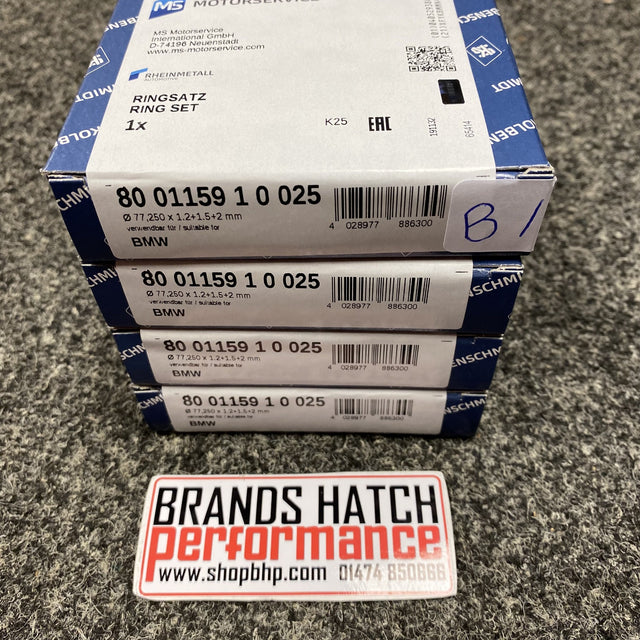 MS MOTORSERVICE
MS Motorservice
International GmbH
D-74196 Neuenstadt
www.ms-motorservice.com
RHEINMETALL
AUTOMOTIVE
RINGSATZ
RING SET
1x
K25
EAC
191132
65414
KOLBENSCHMIDT
80 01159 1 0 025
Ø 77,250 x 1.2+1.5+2 mm
verwendbar für / suitable for
BMW
4 028977 886300
B 1
80 01159 1 0 025
Ø 77,250 x 1.2+1.5+2 mm
verwendbar für / suitable for
BMW
4 028977 886300
80 01159 1 0 025
Ø 77,250 x 1.2+1.5+2 mm
verwendbar für / suitable for
BMW
4 028977 886300
80 01159 1 0 025
Ø 77,250 x 1.2+1.5+2 mm
verwendbar für / suitable for
BMW
4 028977 886300
BRANDS HATCH
performance
www.shopbhp.com 01474 850666